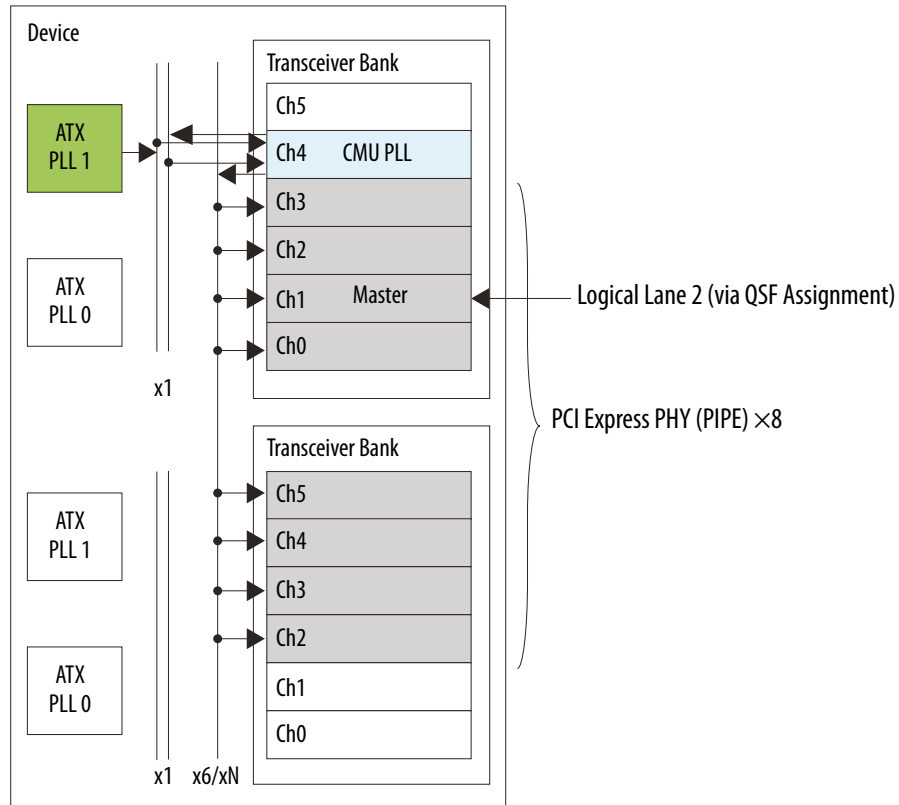 Device
Transceiver Bank
Ch5
ATX
PLL 1
Ch4 CMU PLL
Ch3
Ch2
ATX
PLL 0
Ch1 Master
Logical Lane 2 (via QSF Assignment)
Ch0
x1
PCI Express PHY (PIPE) ×8
Transceiver Bank
Ch5
ATX
PLL 1
Ch4
Ch3
Ch2
ATX
PLL 0
Ch1
Ch0
x1 x6/xN